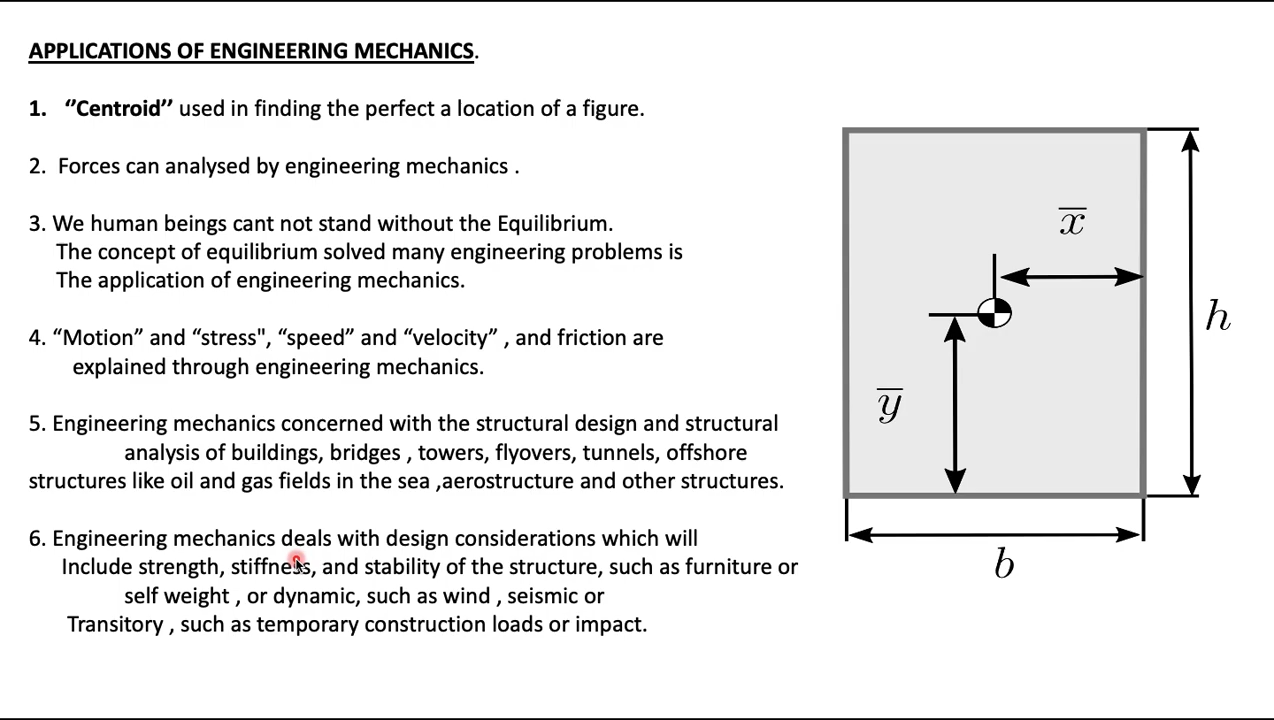 APPLICATIONS OF ENGINEERING MECHANICS.
1. ‘’Centroid’’ used in finding the perfect a location of a figure.
2. Forces can analysed by engineering mechanics .
3. We human beings cant not stand without the Equilibrium.
The concept of equilibrium solved many engineering problems is
The application of engineering mechanics.
4. “Motion” and “stress", “speed” and “velocity” , and friction are
explained through engineering mechanics.
5. Engineering mechanics concerned with the structural design and structural
analysis of buildings, bridges , towers, flyovers, tunnels, offshore
structures like oil and gas fields in the sea ,aerostructure and other structures.
6. Engineering mechanics deals with design considerations which will
Include strength, stiffness, and stability of the structure, such as furniture or
self weight , or dynamic, such as wind , seismic or
Transitory , such as temporary construction loads or impact.
x̅
h
y̅
b